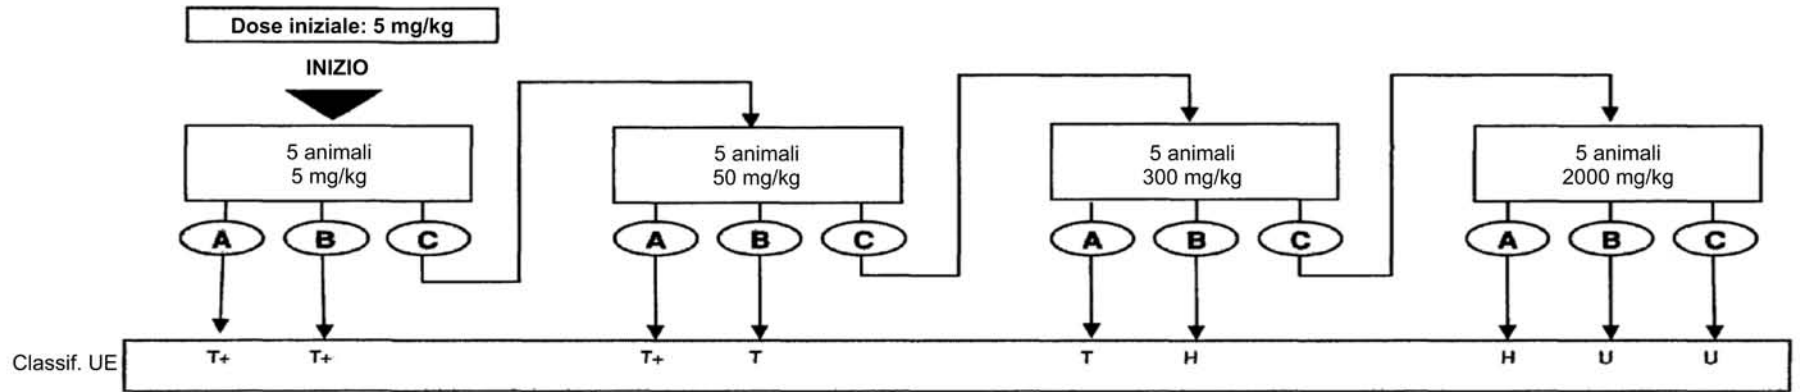 Dose iniziale: 5 mg/kg
INIZIO
5 animali
5 mg/kg
5 animali
50 mg/kg
5 animali
300 mg/kg
5 animali
2000 mg/kg
A B C A B C A B C A B C
Classif. UE T+ T+ T+ T T H H U U